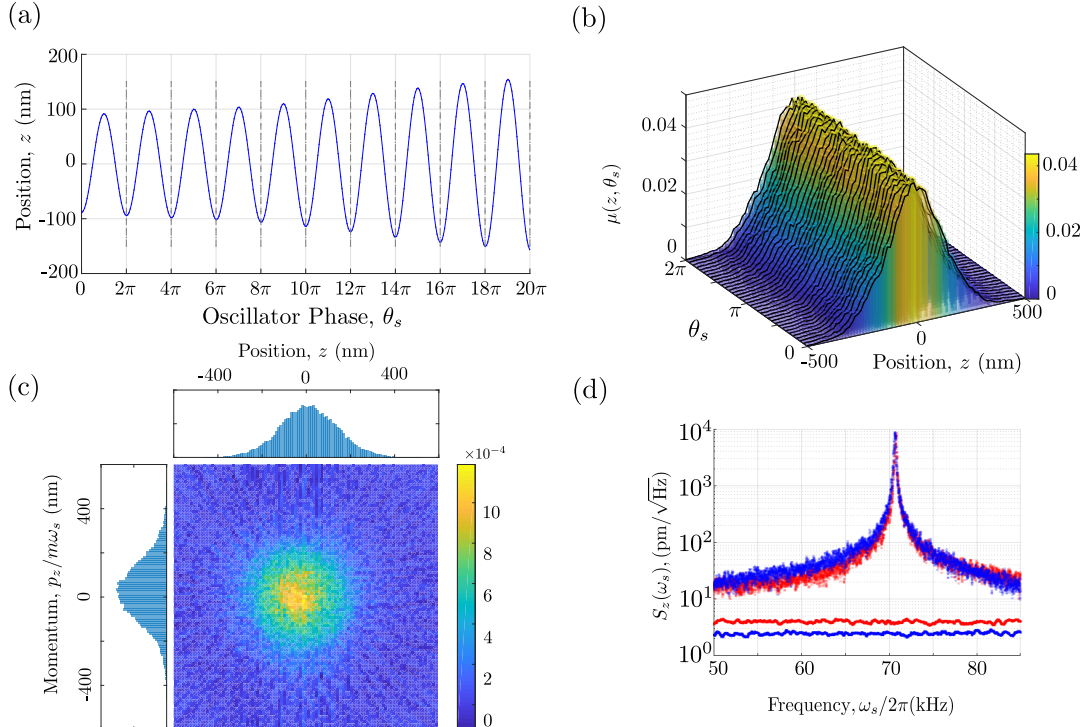 (a)
200
100
0
-100
-200
Position, z (nm)
0 2π 4π 6π 8π 10π 12π 14π 16π 18π 20π
Oscillator Phase, θs
(b)
0.04
0.02
0
μ(z, θs)
2π
π
0
θs
-500 0 500
Position, z (nm)
0.04
0.02
0
(c)
Position, z (nm)
-400 0 400
400
0
-400
Momentum, pz/mωs (nm)
×10⁻⁴
10
8
6
4
2
0
(d)
10⁴
10³
10²
10¹
10⁰
Sz(ωs), (pm/√Hz)
50 60 70 80
Frequency, ωs/2π(kHz)